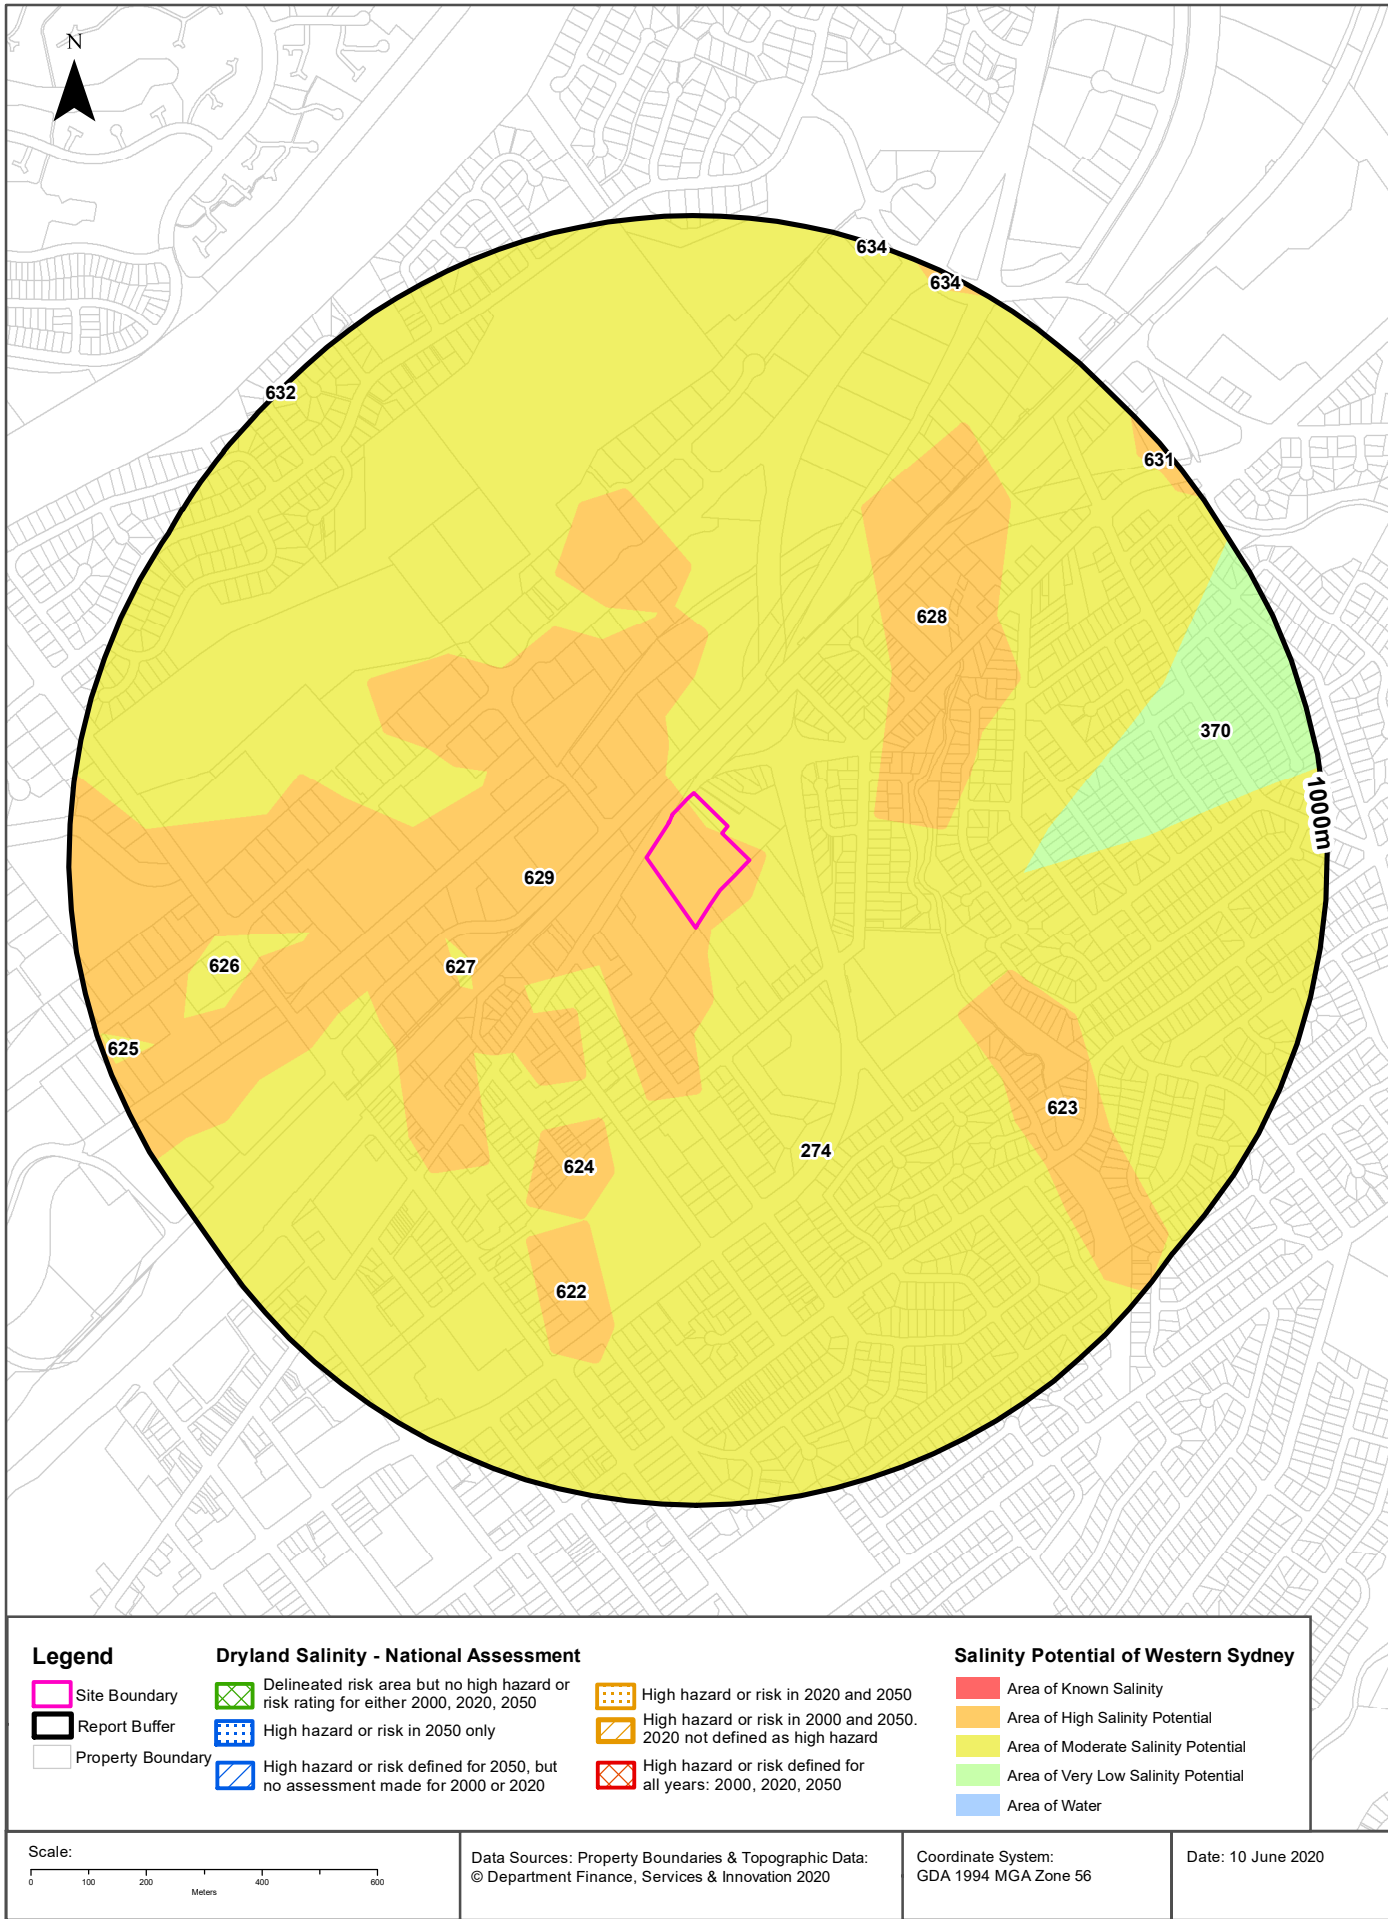 N
634
634
632
631
628
370
1000m
629
626
627
625
623
274
624
622
Legend
Site Boundary
Report Buffer
Property Boundary
Dryland Salinity - National Assessment
Delineated risk area but no high hazard or
risk rating for either 2000, 2020, 2050
High hazard or risk in 2050 only
High hazard or risk defined for 2050, but
no assessment made for 2000 or 2020
High hazard or risk in 2020 and 2050
High hazard or risk in 2000 and 2050.
2020 not defined as high hazard
High hazard or risk defined for
all years: 2000, 2020, 2050
Salinity Potential of Western Sydney
Area of Known Salinity
Area of High Salinity Potential
Area of Moderate Salinity Potential
Area of Very Low Salinity Potential
Area of Water
Scale:
0 100 200 400 600
Meters
Data Sources: Property Boundaries & Topographic Data:
© Department Finance, Services & Innovation 2020
Coordinate System:
GDA 1994 MGA Zone 56
Date: 10 June 2020